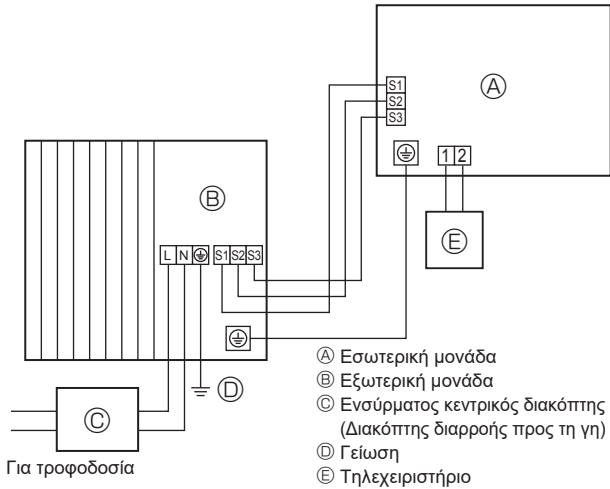 Ⓐ
S1
S2
S3
1 2
Ⓔ
Ⓑ
L N S1 S2 S3
Ⓓ
Ⓒ
Για τροφοδοσία
Ⓐ Εσωτερική μονάδα
Ⓑ Εξωτερική μονάδα
Ⓒ Ενσύρματος κεντρικός διακόπτης
(Διακόπτης διαρροής προς τη γη)
Ⓓ Γείωση
Ⓔ Τηλεχειριστήριο